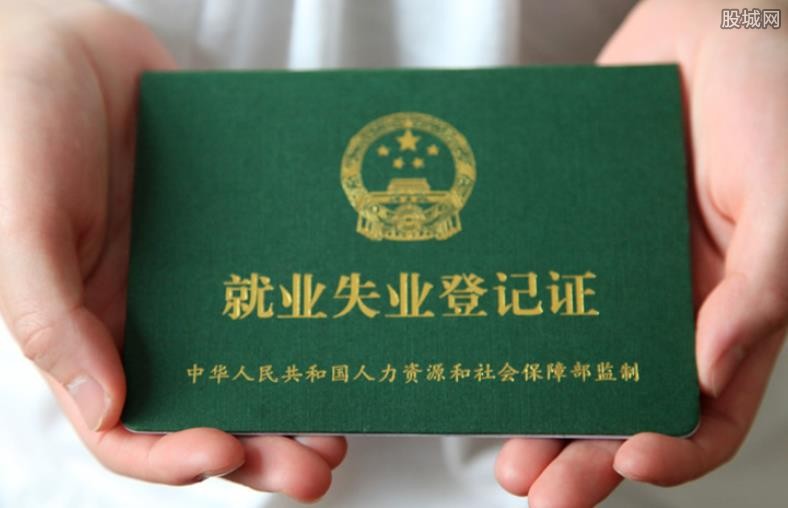 股城网
就业失业登记证
中华人民共和国人力资源和社会保障部监制